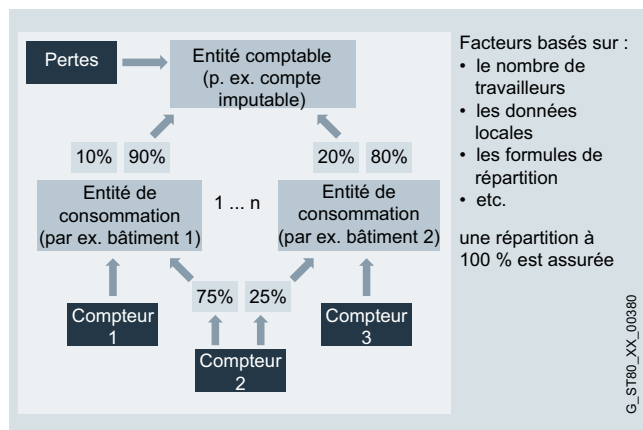 Pertes
Entité comptable
(p. ex. compte
imputable)
10% 90%
20% 80%
Entité de
consommation
(par ex. bâtiment 1)
1 ... n
Entité de
consommation
(par ex. bâtiment 2)
75% 25%
Compteur
1
Compteur
2
Compteur
3
Facteurs basés sur :
• le nombre de
travailleurs
• les données
locales
• les formules de
répartition
• etc.
une répartition à
100 % est assurée
G_ST80_XX_00380